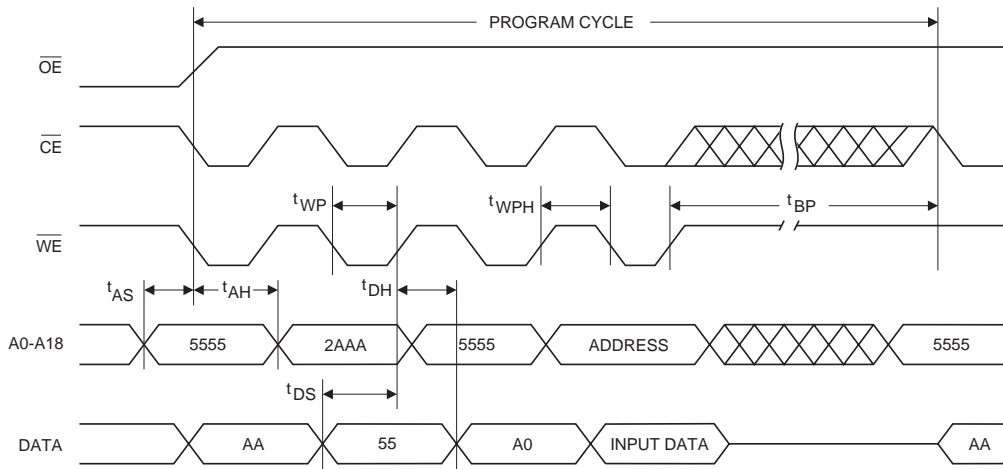 PROGRAM CYCLE
OE
CE
tWP
tWPH
tBP
WE
tAS
tAH
tDH
A0-A18
5555
2AAA
5555
ADDRESS
5555
tDS
DATA
AA
55
A0
INPUT DATA
AA